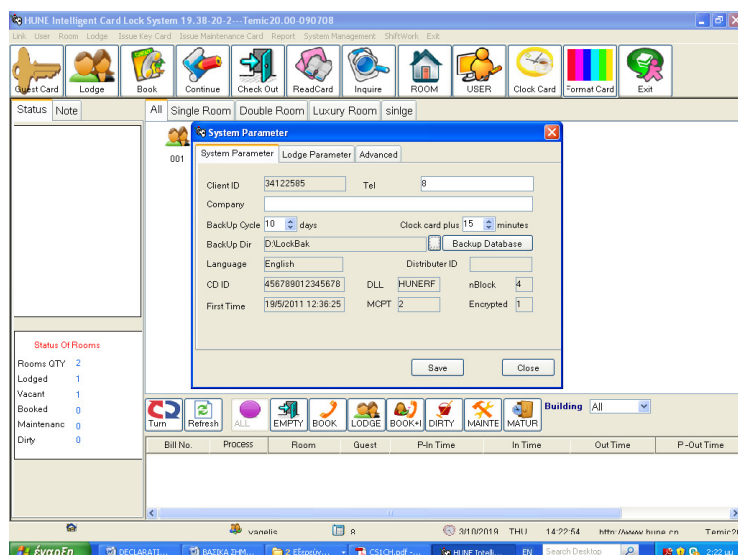 HUNE Intelligent Card Lock System 19.38-20-2---Temic20.00-090708
Link User Room Lodge Issue Key Card Issue Maintenance Card Report System Management ShiftWork Exit
Guest Card Lodge Book Continue Check Out ReadCard Inquire ROOM USER Clock Card Format Card Exit
Status Note All Single Room Double Room Luxury Room sinlge
001
System Parameter
System Parameter Lodge Parameter Advanced
Client ID 34122585 Tel 8
Company
BackUp Cycle 10 days Clock card plus 15 minutes
BackUp Dir D:\LockBak ... Backup Database
Language English Distributer ID
CD ID 456789012345678 DLL HUNERF nBlock 4
First Time 19/5/2011 12:36:25 MCPT 2 Encrypted 1
Save Close
Status Of Rooms
Rooms QTY 2
Lodged 1
Vacant 1
Booked 0
Maintenanc 0
Dirty 0
Turn Refresh ALL EMPTY BOOK LODGE BOOK+I DIRTY MAINTE MATUR Building All
Bill No. Process Room Guest P-In Time In Time Out Time P-Out Time
vangelis 8 3/10/2019 THU 14:22:54 http://www.hune.cn Temic20
έναρξη DECLARATI... ΒΑΣΙΚΑ ΣΗΜ... 2 Εξερεύν... CS1CH.pdf -... HUNE Intelli... EN Search Desktop 2:22 μμ